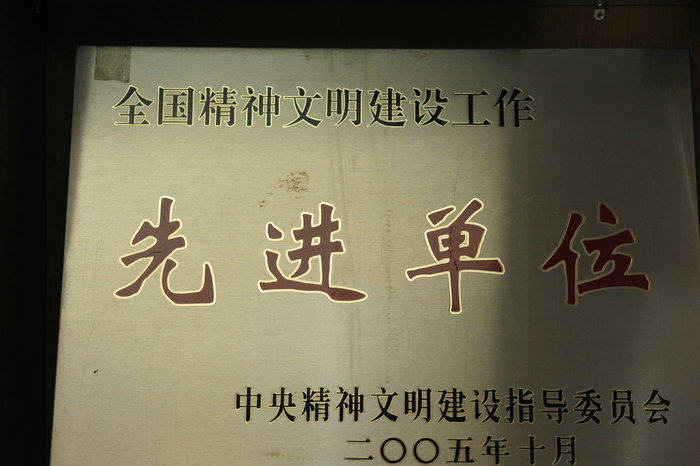 全国精神文明建设工作
先进单位
中央精神文明建设指导委员会
二〇〇五年十月